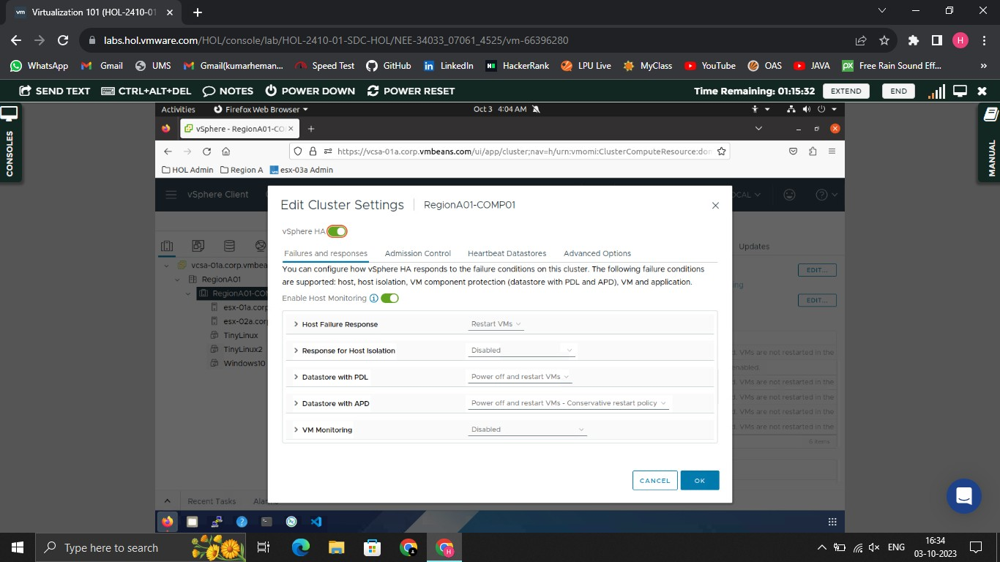 vm Virtualization 101 (HOL-2410-01
labs.hol.vmware.com/HOL/console/lab/HOL-2410-01-SDC-HOL/NEE-34033_07061_4525/vm-66396280
H
WhatsApp Gmail UMS Gmail(kumarheman... Speed Test GitHub LinkedIn HackerRank LPU Live MyClass YouTube OAS JAVA Free Rain Sound Eff... »
SEND TEXT CTRL+ALT+DEL NOTES POWER DOWN POWER RESET Time Remaining: 01:15:32 EXTEND END
CONSOLES
MANUAL
Activities Firefox Web Browser Oct 3 4:04 AM
vSphere - RegionA01-CO
https://vcsa-01a.corp.vmbeans.com/ui/app/cluster;nav=h/urn:vmomi:ClusterComputeResource:dor
HOL Admin Region A esx-03a Admin
vSphere Client
OCAL
Edit Cluster Settings RegionA01-COMP01
vSphere HA
Failures and responses Admission Control Heartbeat Datastores Advanced Options
Updates
You can configure how vSphere HA responds to the failure conditions on this cluster. The following failure conditions
are supported: host, host isolation, VM component protection (datastore with PDL and APD), VM and application.
Enable Host Monitoring
vcsa-01a.corp.vmbea
RegionA01
RegionA01-CO
esx-01a.corp
esx-02a.cor
TinyLinux
TinyLinux2
Windows10
EDIT...
ng
EDIT...
Host Failure Response Restart VMs
Response for Host Isolation Disabled
Datastore with PDL Power off and restart VMs
Datastore with APD Power off and restart VMs - Conservative restart policy
VM Monitoring Disabled
d. VMs are not restarted in the
enabled.
d. VMs are not restarted in the
d. VMs are not restarted in the
d. VMs are not restarted in the
d. VMs are not restarted in the
6 items
CANCEL OK
Recent Tasks Ala
Type here to search
ENG
16:34
03-10-2023